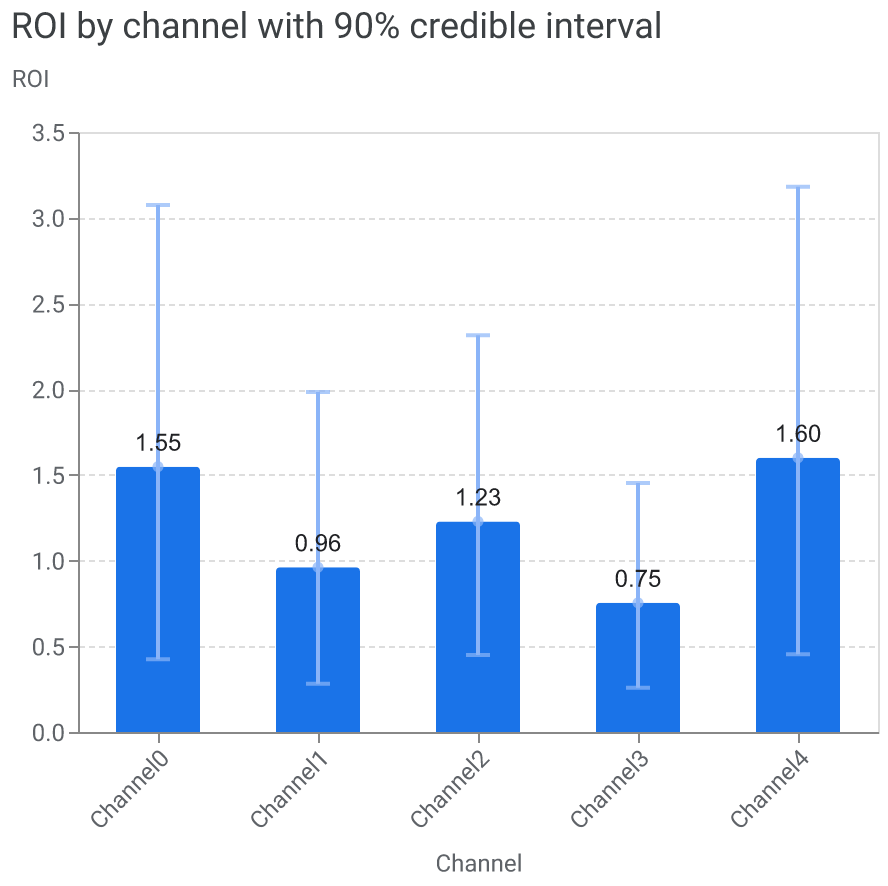 ROI by channel with 90% credible interval
ROI
3.5
3.0
2.5
2.0
1.5
1.0
0.5
0.0
1.55
0.96
1.23
0.75
1.60
Channel0
Channel1
Channel2
Channel3
Channel4
Channel